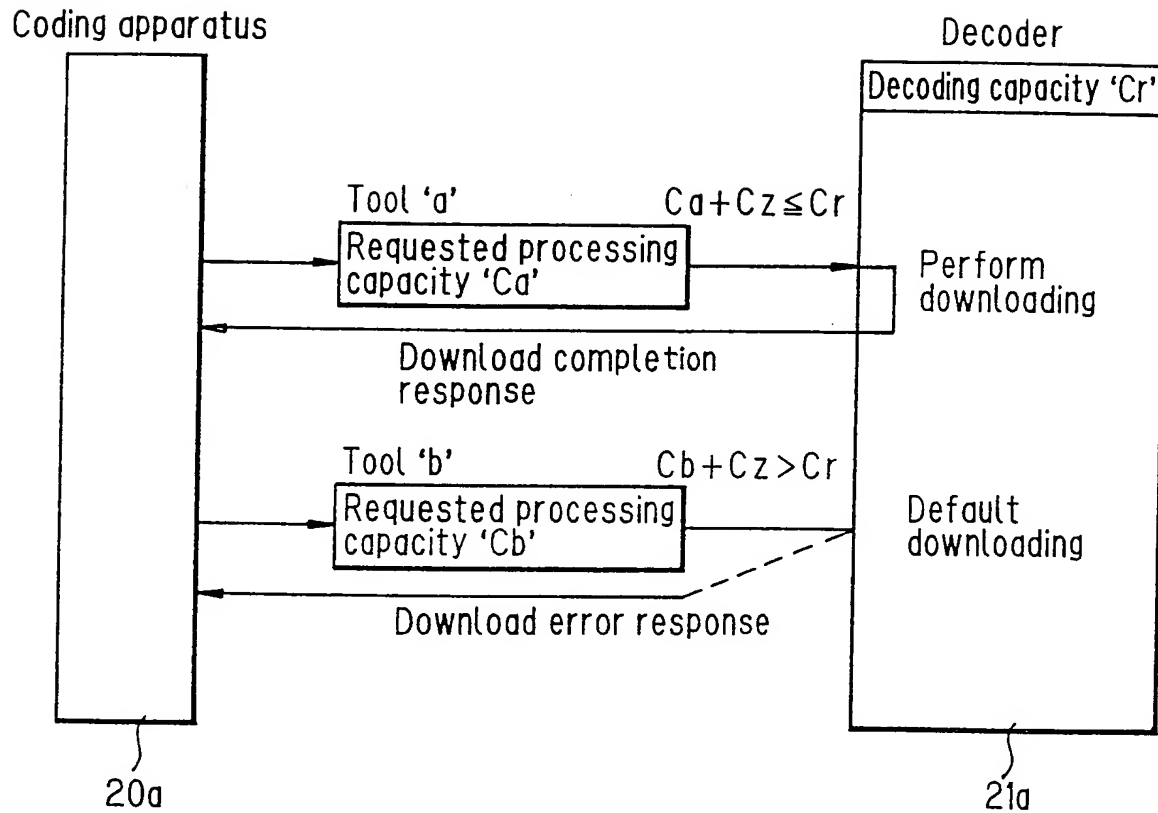 Coding apparatus
Decoder
Decoding capacity ‘Cr’
Tool ‘a’
Ca+Cz≦Cr
Requested processing
capacity ‘Ca’
Perform
downloading
Download completion
response
Tool ‘b’
Cb+Cz>Cr
Requested processing
capacity ‘Cb’
Default
downloading
Download error response
20a
21a